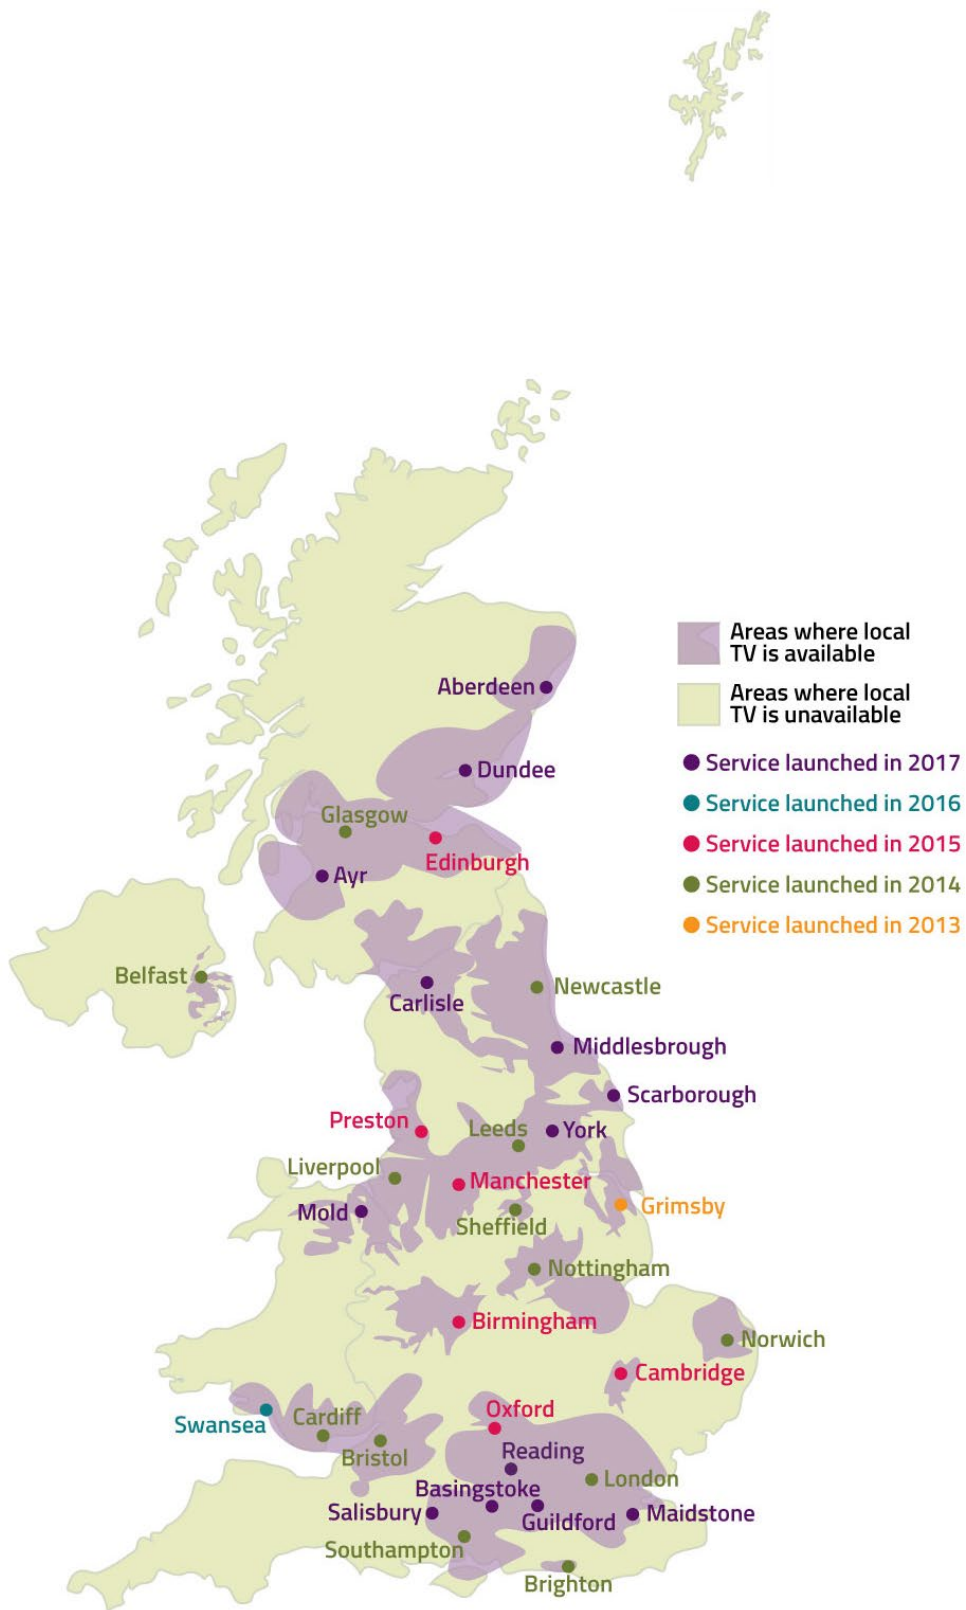 Areas where local
TV is available
Areas where local
TV is unavailable
Service launched in 2017
Service launched in 2016
Service launched in 2015
Service launched in 2014
Service launched in 2013
Aberdeen
Dundee
Glasgow
Edinburgh
Ayr
Belfast
Carlisle
Newcastle
Middlesbrough
Scarborough
Preston
Leeds
York
Liverpool
Manchester
Mold
Sheffield
Grimsby
Nottingham
Birmingham
Norwich
Cambridge
Swansea
Cardiff
Bristol
Oxford
Reading
London
Basingstoke
Salisbury
Guildford
Maidstone
Southampton
Brighton